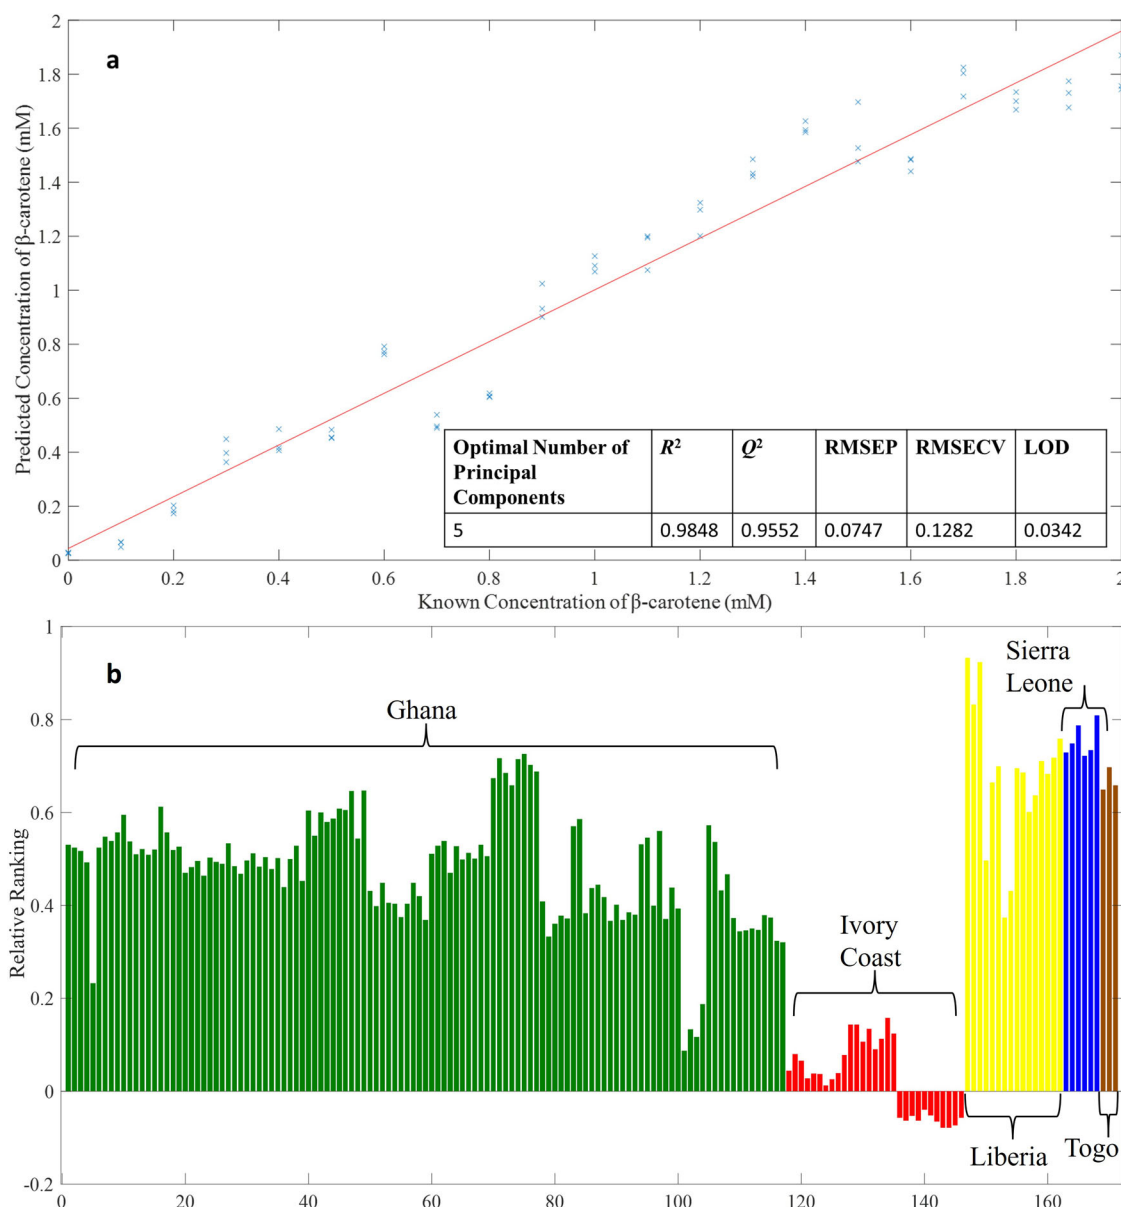 a
2
1.8
1.6
1.4
1.2
1
0.8
0.6
0.4
0.2
0
Predicted Concentration of β-carotene (mM)
Optimal Number of Principal Components R² Q² RMSEP RMSECV LOD
5 0.9848 0.9552 0.0747 0.1282 0.0342
0 0.2 0.4 0.6 0.8 1 1.2 1.4 1.6 1.8 2
Known Concentration of β-carotene (mM)
b
1
0.8
0.6
0.4
0.2
0
-0.2
Relative Ranking
Ghana
Ivory
Coast
Sierra
Leone
Liberia
Togo
0 20 40 60 80 100 120 140 160